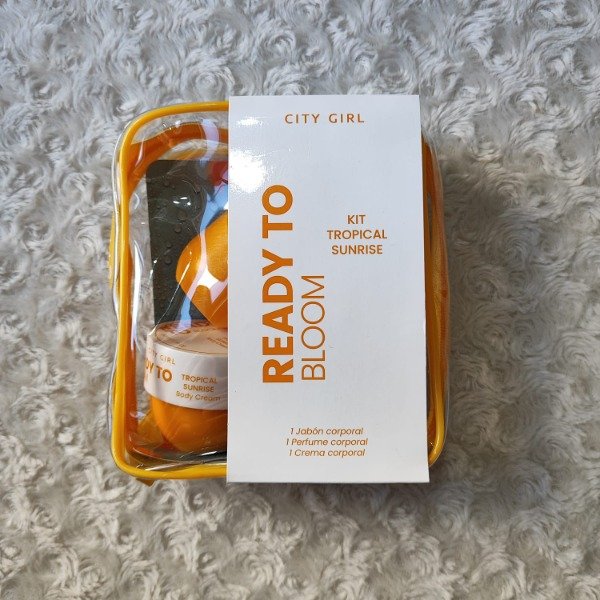 CITY GIRL
READY TO
BLOOM
KIT
TROPICAL
SUNRISE
1 Jabón corporal
1 Perfume corporal
1 Crema corporal
CITY GIRL
TO
TROPICAL
SUNRISE
Body Cream